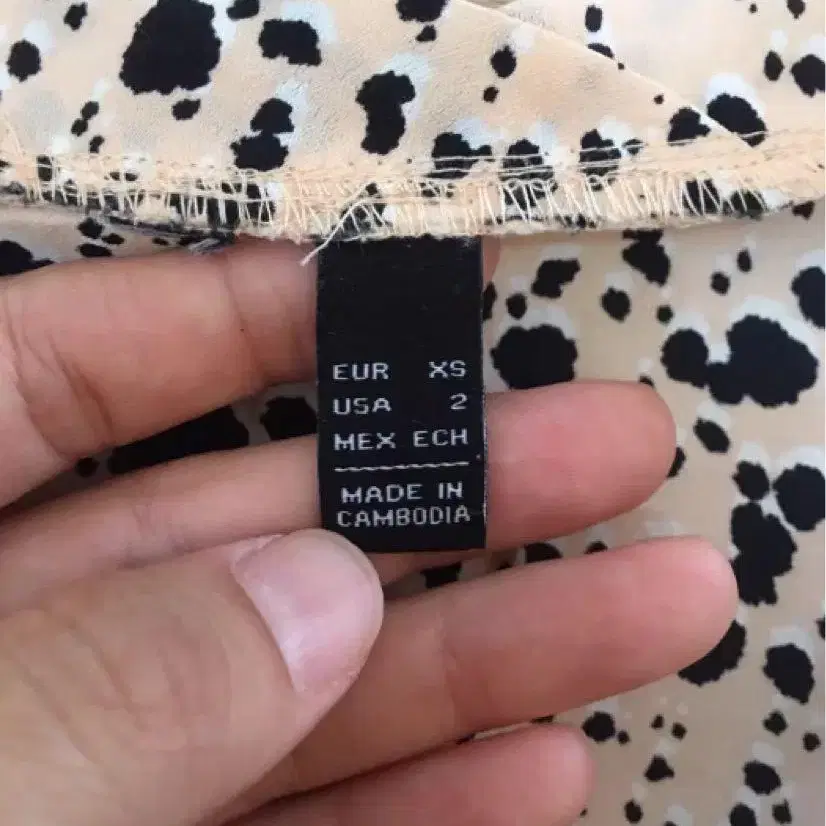 EUR XS
USA 2
MEX ECH
MADE IN
CAMBODIA